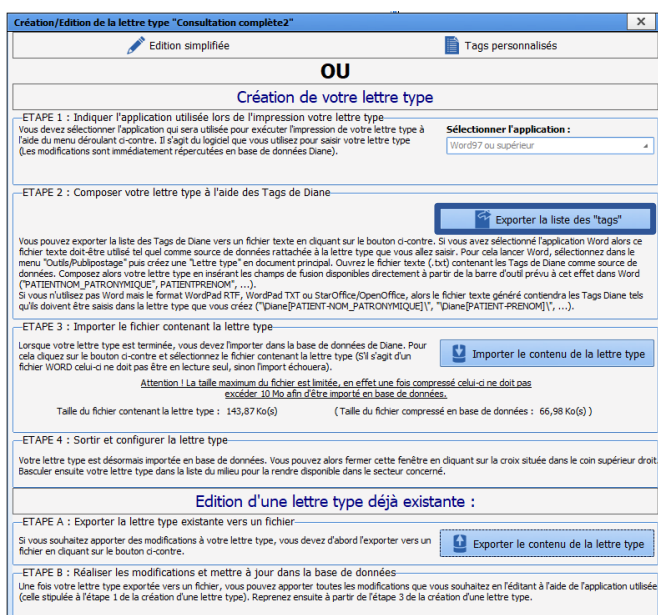 Création/Edition de la lettre type "Consultation complète2"
Edition simplifiée
Tags personnalisés
OU
Création de votre lettre type
ETAPE 1 : Indiquer l'application utilisée lors de l'impression votre lettre type
Vous devez sélectionner l'application qui sera utilisée pour exécuter l'impression de votre lettre type à
l'aide du menu déroulant ci-contre. Il s'agit du logiciel que vous utilisez pour saisir votre lettre type
(Les modifications sont immédiatement répercutées en base de données Diane).
Sélectionner l'application :
Word97 ou supérieur
ETAPE 2 : Composer votre lettre type à l'aide des Tags de Diane
Exporter la liste des "tags"
Vous pouvez exporter la liste des Tags de Diane vers un fichier texte en cliquant sur le bouton ci-contre. Si vous avez sélectionné l'application Word alors ce
fichier texte doit-être utilisé tel quel comme source de données rattachée à la lettre type que vous allez saisir. Pour cela lancer Word, sélectionnez dans le
menu "Outils/Publipostage" puis créez une "Lettre type" en document principal. Ouvrez le fichier texte (.txt) contenant les Tags de Diane comme source de
données. Composez alors votre lettre type en insérant les champs de fusion disponibles directement à partir de la barre d'outil prévu à cet effet dans Word
("PATIENTNOM_PATRONYMIQUE", PATIENTPRENOM", ...).
Si vous n'utilisez pas Word mais le format WordPad RTF, WordPad TXT ou StarOffice/OpenOffice, alors le fichier texte généré contiendra les Tags Diane tels
qu'ils doivent être saisis dans la lettre type que vous créez ("\Diane[PATIENT-NOM_PATRONYMIQUE]\", "\Diane[PATIENT-PRENOM]\", ...).
ETAPE 3 : Importer le fichier contenant la lettre type
Lorsque votre lettre type est terminée, vous devez l'importer dans la base de données de Diane. Pour
cela cliquez sur le bouton ci-contre et sélectionnez le fichier contenant la lettre type (S'il s'agit d'un
fichier WORD celui-ci ne doit pas être en lecture seul, sinon l'import échouera).
Importer le contenu de la lettre type
Attention ! La taille maximum du fichier est limitée, en effet une fois compressé celui-ci ne doit pas
excéder 10 Mo afin d'être importé en base de données.
Taille du fichier contenant la lettre type : 143,87 Ko(s)
( Taille du fichier compressé en base de données : 66,98 Ko(s) )
ETAPE 4 : Sortir et configurer la lettre type
Votre lettre type est désormais importée en base de données. Vous pouvez alors fermer cette fenêtre en cliquant sur la croix située dans le coin supérieur droit.
Basculer ensuite votre lettre type dans la liste du milieu pour la rendre disponible dans le secteur concerné.
Edition d'une lettre type déjà existante :
ETAPE A : Exporter la lettre type existante vers un fichier
Si vous souhaitez apporter des modifications à votre lettre type, vous devez d'abord l'exporter vers un
fichier en cliquant sur le bouton ci-contre.
Exporter le contenu de la lettre type
ETAPE B : Réaliser les modifications et mettre à jour dans la base de données
Une fois votre lettre type exportée vers un fichier, vous pouvez apporter toutes les modifications que vous souhaitez en l'éditant à l'aide de l'application utilisée
(celle stipulée à l'étape 1 de la création d'une lettre type). Reprenez ensuite à partir de l'étape 3 de la création d'une lettre type.